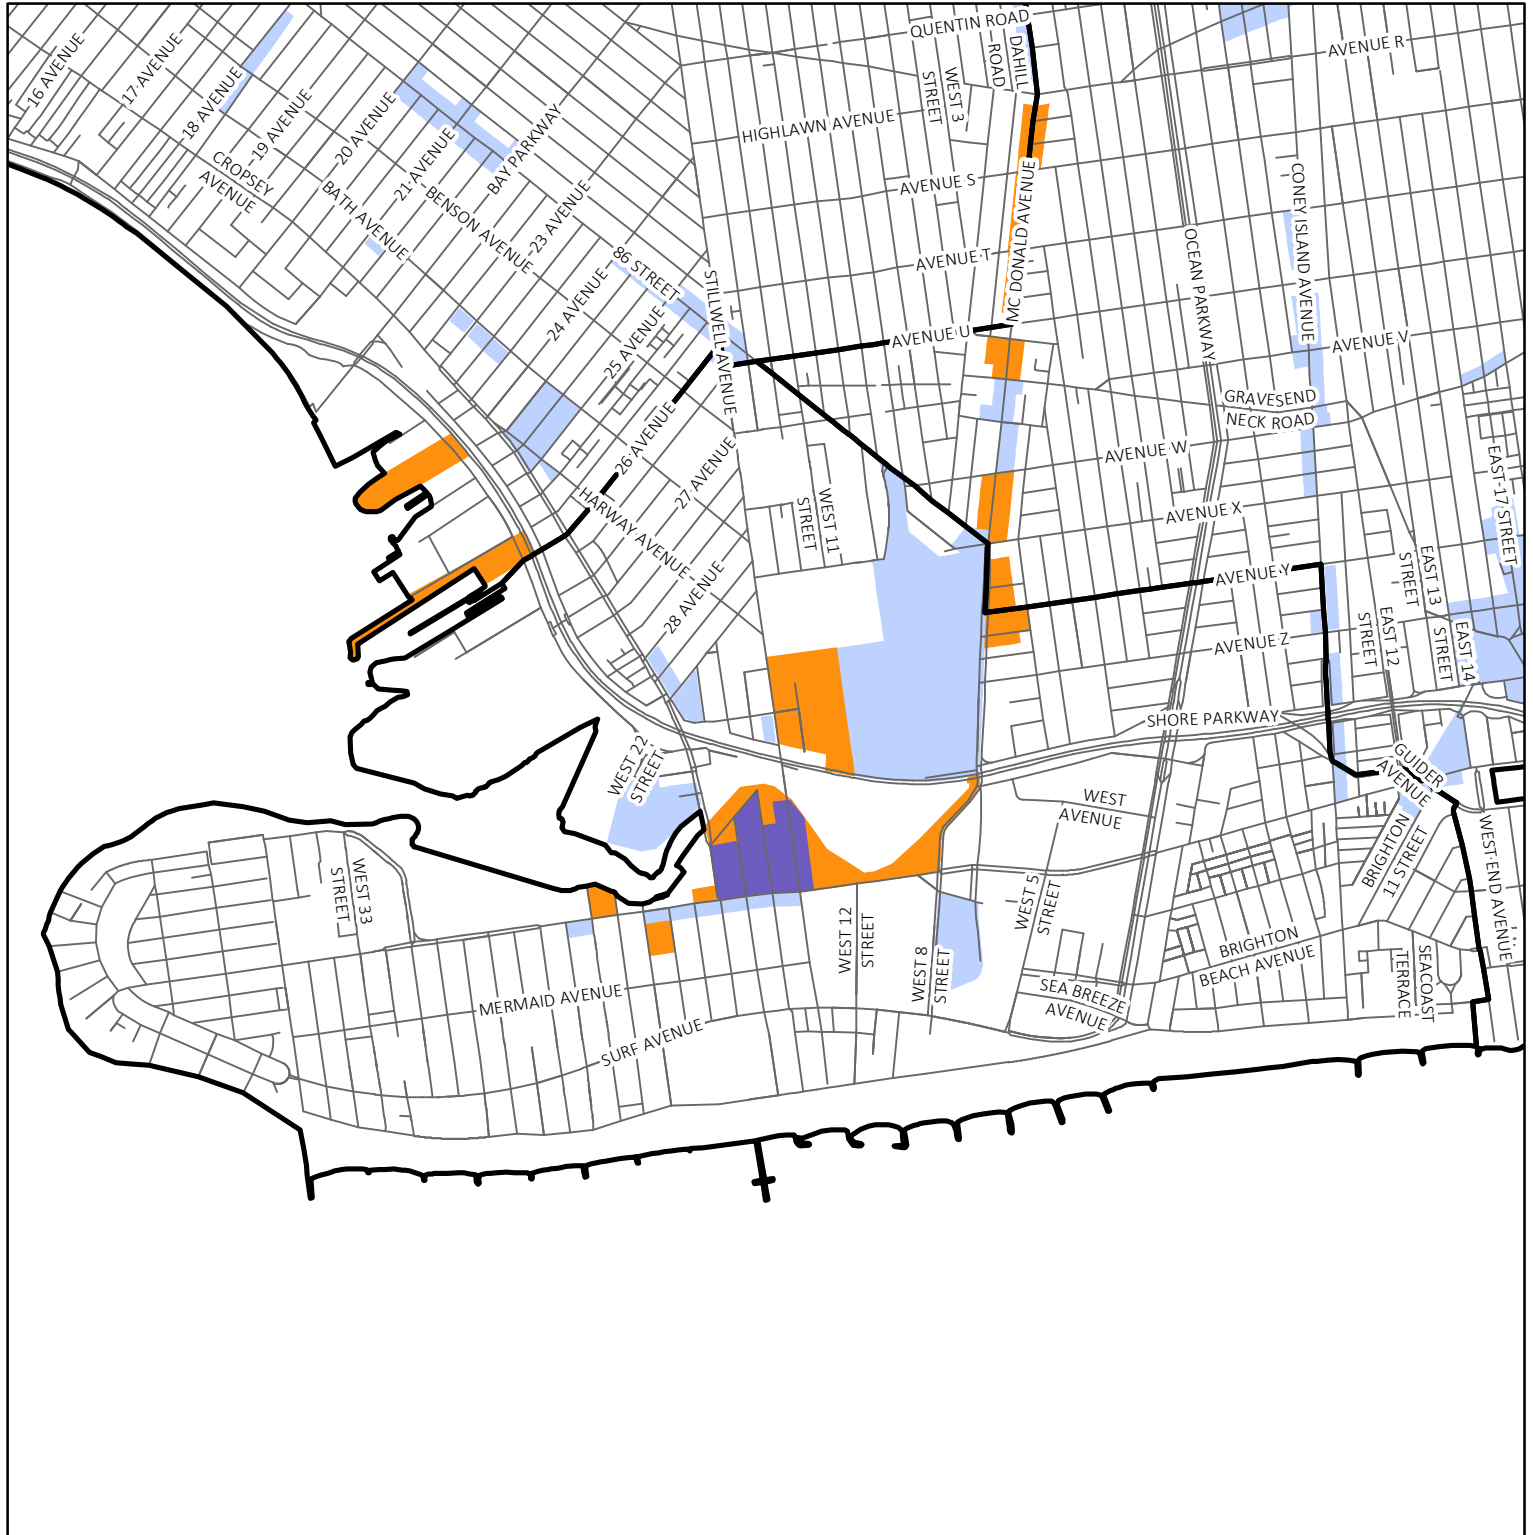 QUENTIN ROAD
DAHILL
ROAD
AVENUE R
16 AVENUE
17 AVENUE
18 AVENUE
19 AVENUE
20 AVENUE
21 AVENUE
BAY PARKWAY
WEST 3
STREET
HIGHLAWN AVENUE
CROPSEY
AVENUE
BATH AVENUE
BENSON AVENUE
23 AVENUE
AVENUE S
MC DONALD AVENUE
CONEY ISLAND AVENUE
OCEAN PARKWAY
AVENUE T
86 STREET
24 AVENUE
25 AVENUE
STILLWELL AVENUE
AVENUE U
AVENUE V
GRAVESEND
NECK ROAD
26 AVENUE
27 AVENUE
AVENUE W
EAST 17 STREET
HARWAY AVENUE
WEST 11
STREET
AVENUE X
28 AVENUE
AVENUE Y
EAST 13
STREET
EAST 12
STREET
EAST 14
STREET
AVENUE Z
SHORE PARKWAY
WEST 22
STREET
GUIDER
AVENUE
WEST
AVENUE
BRIGHTON
11 STREET
WEST END AVENUE
WEST 33
STREET
WEST 5
STREET
WEST 12
STREET
WEST 8
STREET
BRIGHTON
BEACH AVENUE
SEACOAST
TERRACE
MERMAID AVENUE
SEA BREEZE
AVENUE
SURF AVENUE